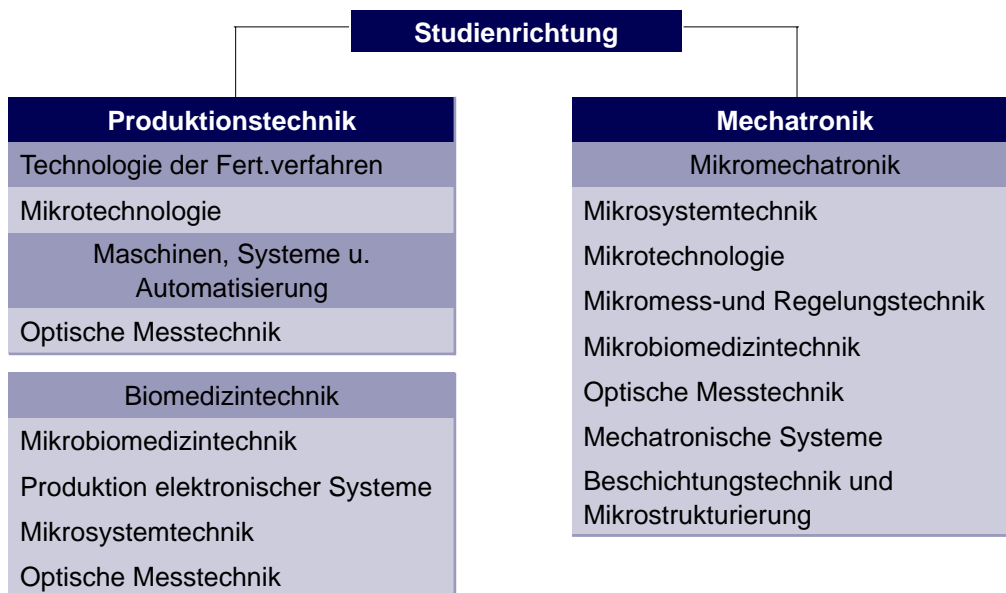 Studienrichtung
Produktionstechnik
Technologie der Fert.verfahren
Mikrotechnologie
Maschinen, Systeme u.
Automatisierung
Optische Messtechnik
Biomedizintechnik
Mikrobiomedizintechnik
Produktion elektronischer Systeme
Mikrosystemtechnik
Optische Messtechnik
Mechatronik
Mikromechatronik
Mikrosystemtechnik
Mikrotechnologie
Mikromess-und Regelungstechnik
Mikrobiomedizintechnik
Optische Messtechnik
Mechatronische Systeme
Beschichtungstechnik und
Mikrostrukturierung